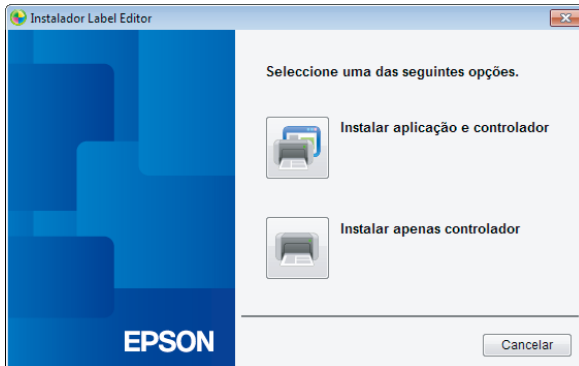 Instalador Label Editor
Seleccione uma das seguintes opções.
Instalar aplicação e controlador
Instalar apenas controlador
EPSON
Cancelar